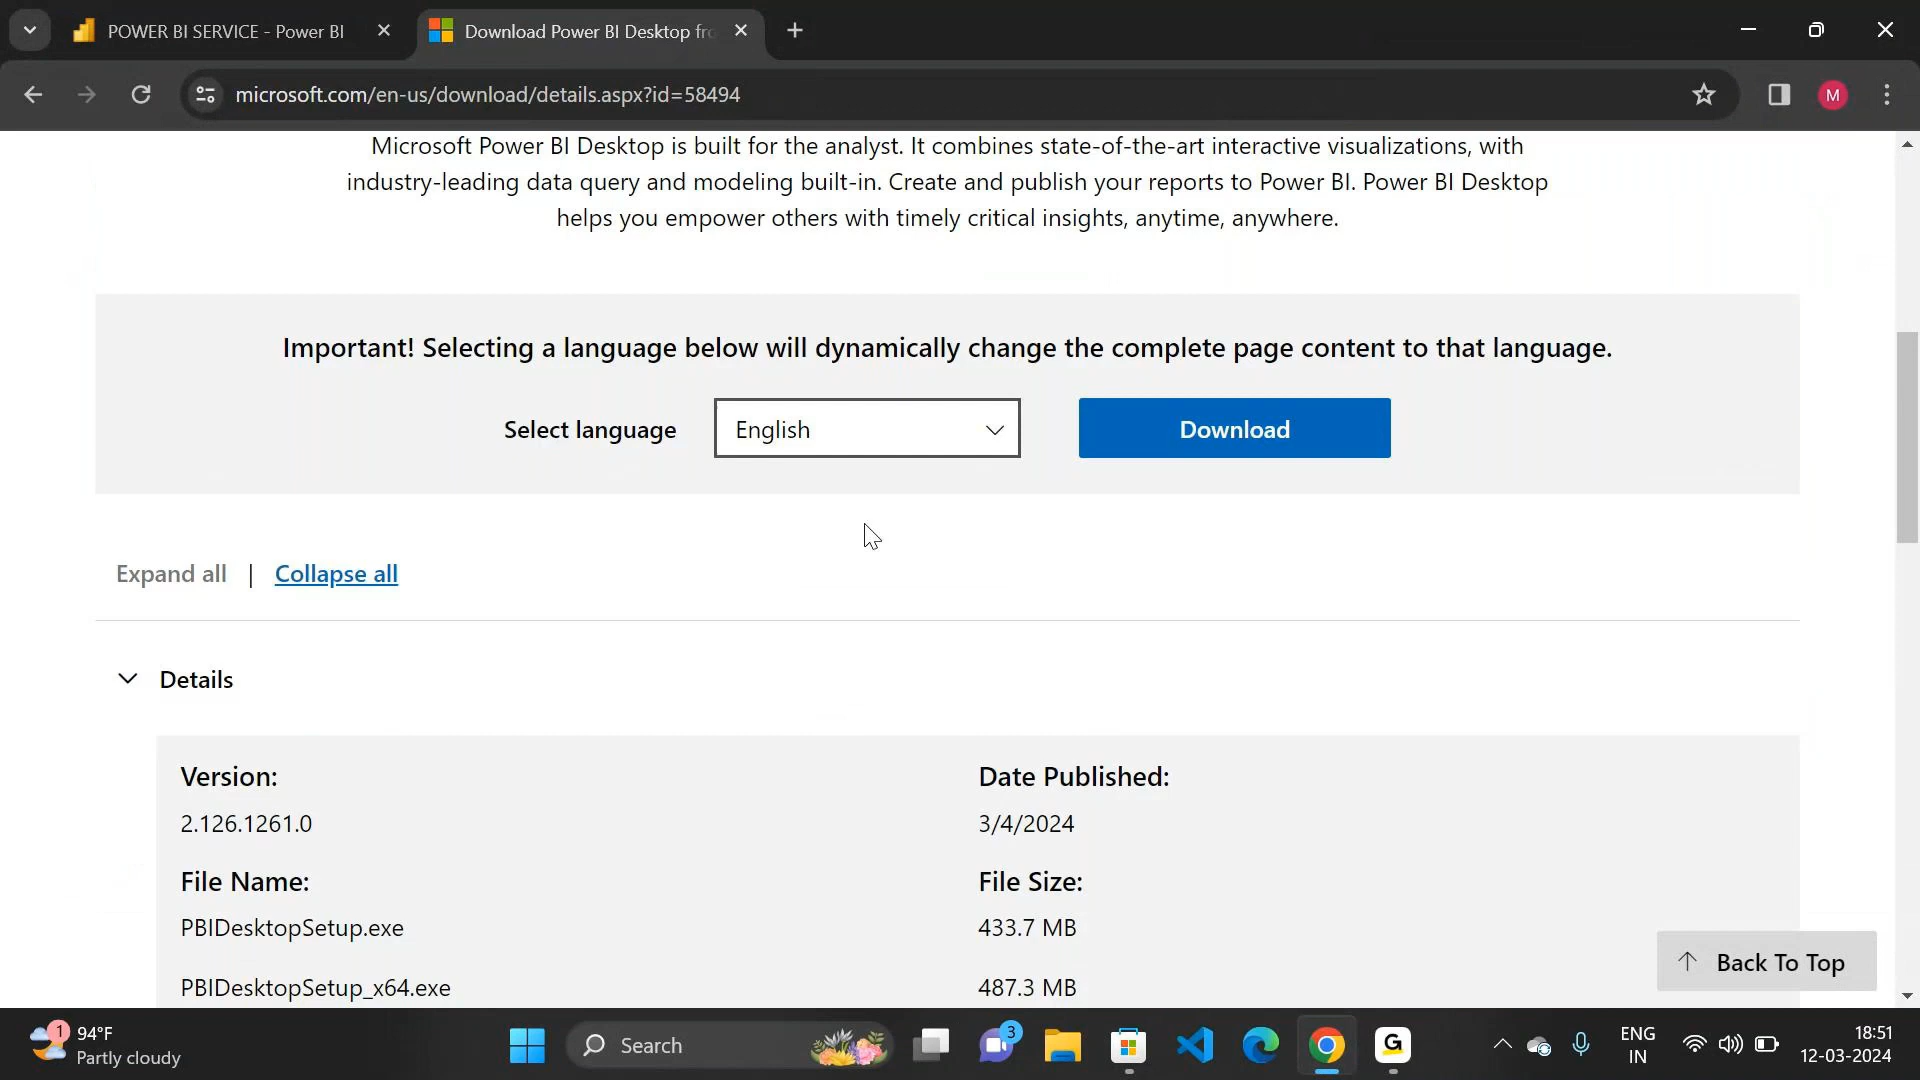 POWER BI SERVICE - Power BI
Download Power BI Desktop fr
microsoft.com/en-us/download/details.aspx?id=58494
M
Microsoft Power BI Desktop is built for the analyst. It combines state-of-the-art interactive visualizations, with
industry-leading data query and modeling built-in. Create and publish your reports to Power BI. Power BI Desktop
helps you empower others with timely critical insights, anytime, anywhere.
Important! Selecting a language below will dynamically change the complete page content to that language.
Select language
English
Download
Expand all | Collapse all
Details
Version:
Date Published:
2.126.1261.0
3/4/2024
File Name:
File Size:
PBIDesktopSetup.exe
433.7 MB
PBIDesktopSetup_x64.exe
487.3 MB
Back To Top
1
94°F
Partly cloudy
Search
3
G
ENG
IN
18:51
12-03-2024